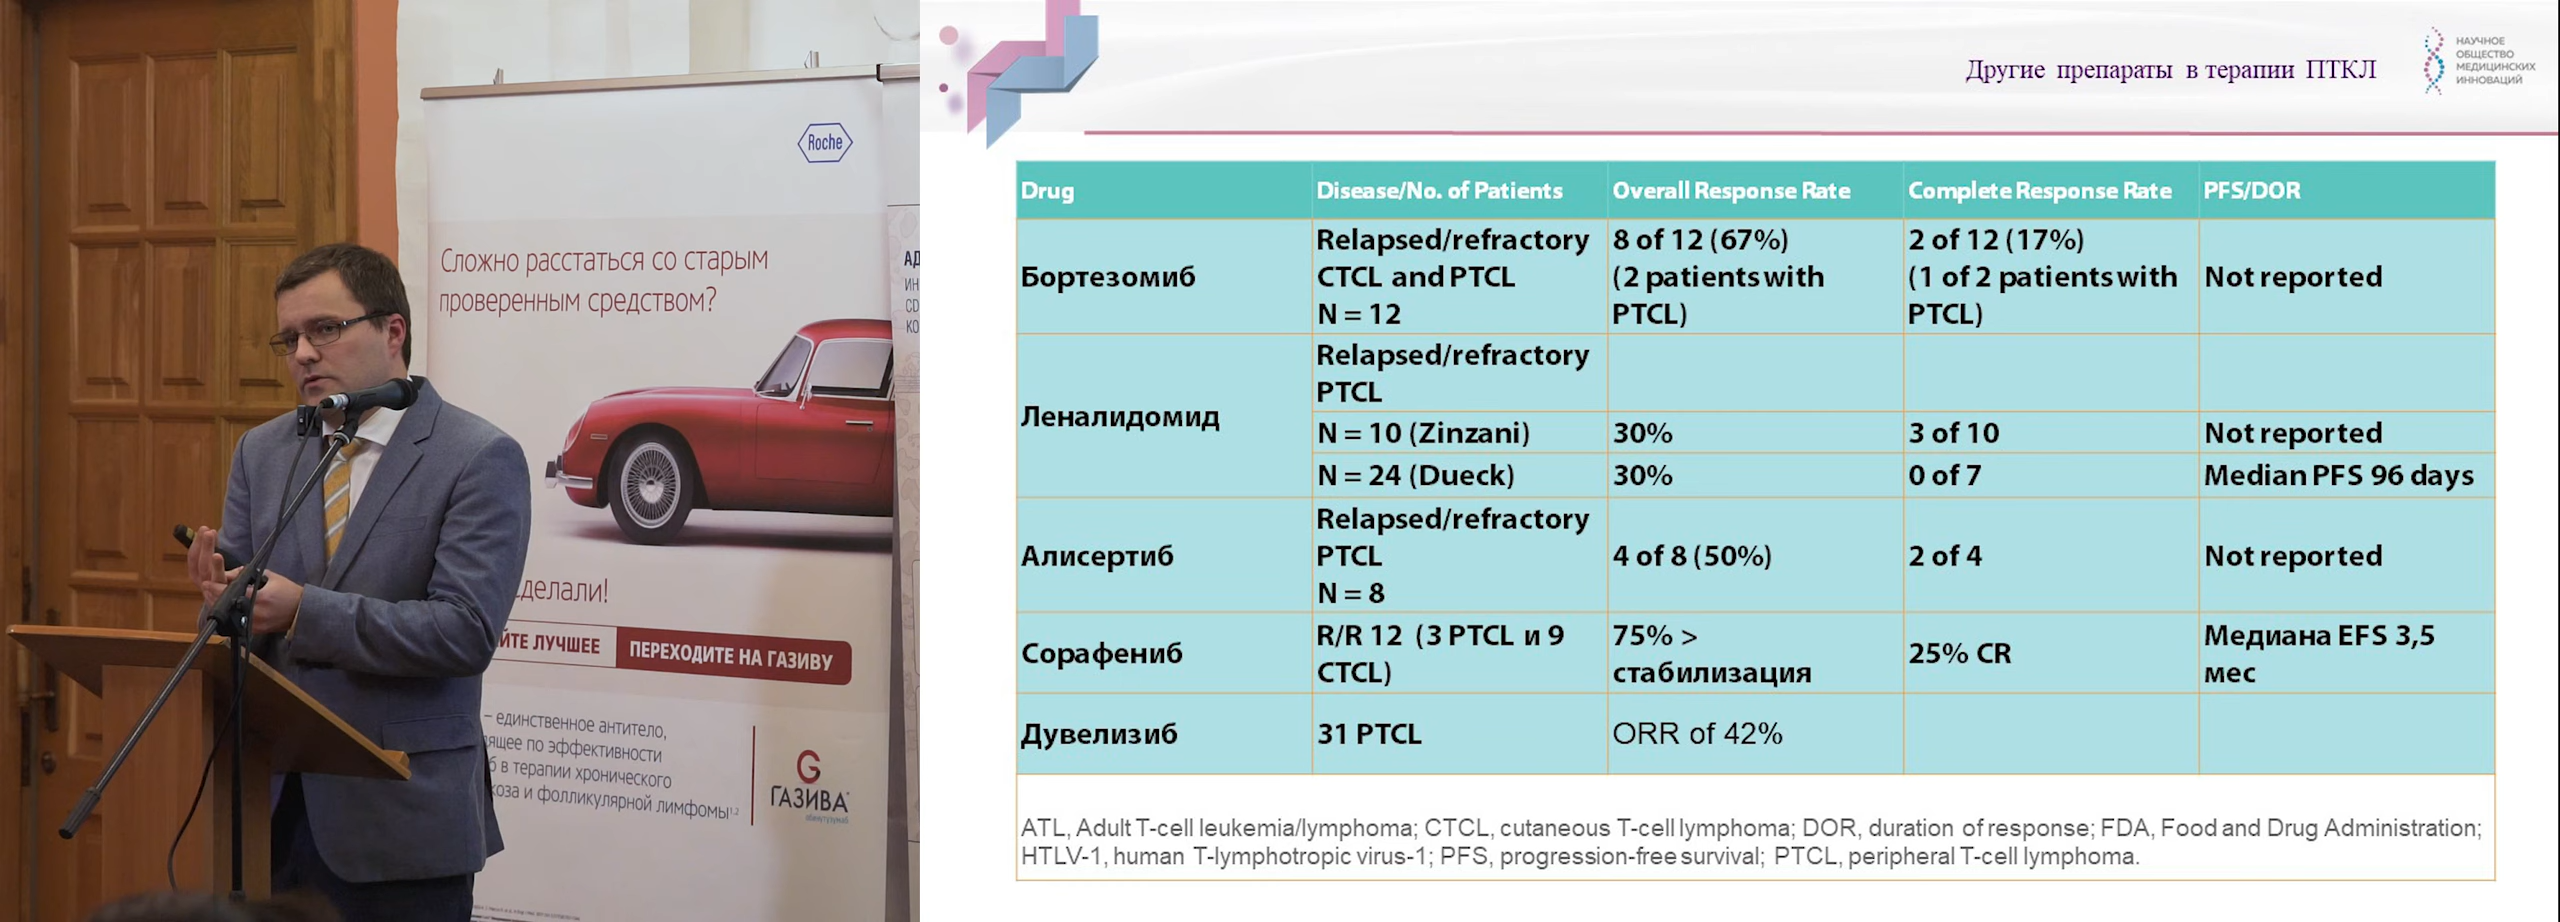 Roche
Сложно расстаться со старым
проверенным средством?
сделали!
ЛУЧШЕЕ
ПЕРЕХОДИТЕ НА ГАЗИВУ
– единственное антитело,
по эффективности
в терапии хронического
и фолликулярной лимфомы1,2
ГАЗИВА
обинутузумаб
Другие препараты в терапии ПТКЛ
НАУЧНОЕ
ОБЩЕСТВО
МЕДИЦИНСКИХ
ИННОВАЦИЙ
Drug
Disease/No. of Patients
Overall Response Rate
Complete Response Rate
PFS/DOR
Бортезомиб
Relapsed/refractory
CTCL and PTCL
N = 12
8 of 12 (67%)
(2 patients with
PTCL)
2 of 12 (17%)
(1 of 2 patients with
PTCL)
Not reported
Леналидомид
Relapsed/refractory
PTCL
N = 10 (Zinzani)
30%
3 of 10
Not reported
N = 24 (Dueck)
30%
0 of 7
Median PFS 96 days
Алисертиб
Relapsed/refractory
PTCL
N = 8
4 of 8 (50%)
2 of 4
Not reported
Сорафениб
R/R 12 (3 PTCL и 9
CTCL)
75% >
стабилизация
25% CR
Медиана EFS 3,5
мес
Дувелизиб
31 PTCL
ORR of 42%
ATL, Adult T-cell leukemia/lymphoma; CTCL, cutaneous T-cell lymphoma; DOR, duration of response; FDA, Food and Drug Administration;
HTLV-1, human T-lymphotropic virus-1; PFS, progression-free survival; PTCL, peripheral T-cell lymphoma.